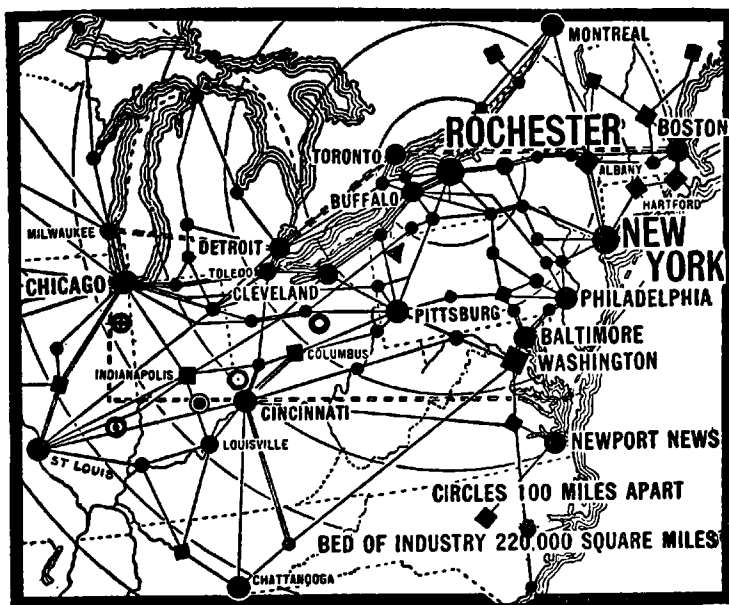 MONTREAL
ROCHESTER
BOSTON
TORONTO
ALBANY
BUFFALO
HARTFORD
MILWAUKEE
DETROIT
NEW
YORK
TOLEDO
CHICAGO
CLEVELAND
PITTSBURG
PHILADELPHIA
BALTIMORE
COLUMBUS
WASHINGTON
INDIANAPOLIS
CINCINNATI
LOUISVILLE
NEWPORT NEWS
ST LOUIS
CIRCLES 100 MILES APART
BED OF INDUSTRY 220,000 SQUARE MILES
CHATTANOOGA